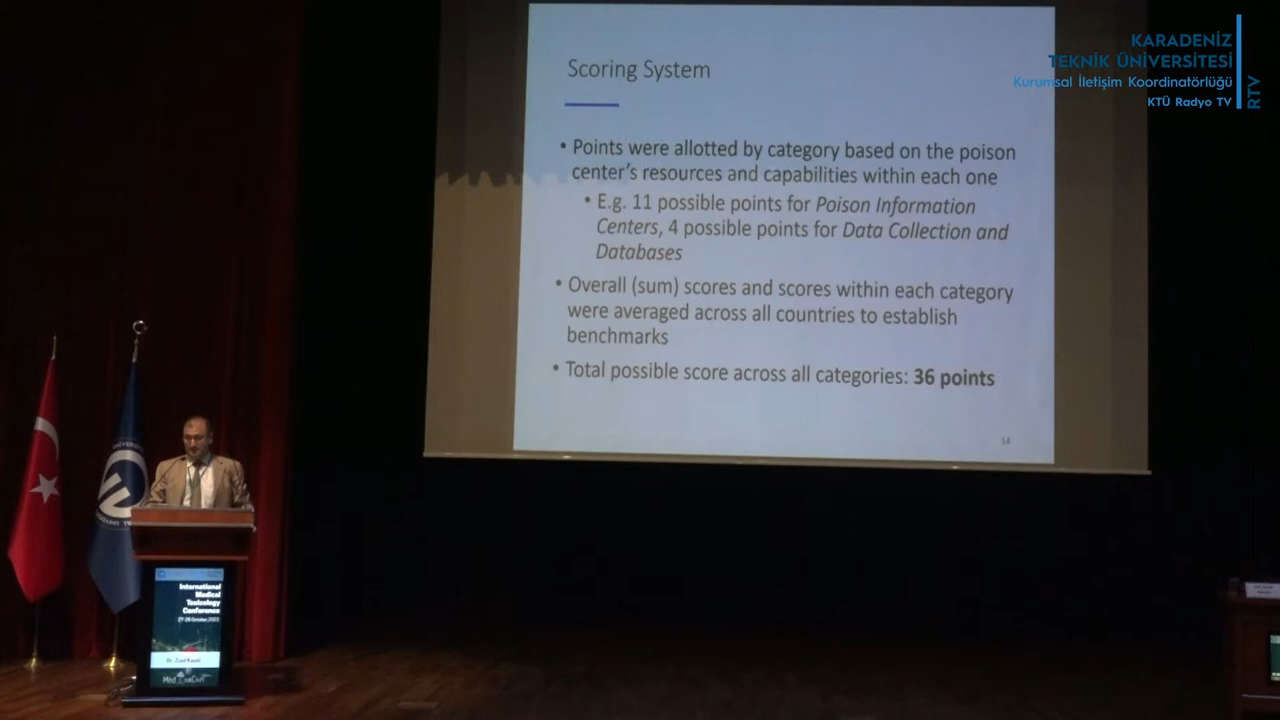 KARADENİZ
TEKNİK ÜNİVERSİTESİ
Kurumsal İletişim Koordinatörlüğü
KTÜ Radyo TV
RTV
Scoring System
• Points were allotted by category based on the poison
center's resources and capabilities within each one
• E.g. 11 possible points for Poison Information
Centers, 4 possible points for Data Collection and
Databases
• Overall (sum) scores and scores within each category
were averaged across all countries to establish
benchmarks
• Total possible score across all categories: 36 points
14
International
Medical
Toxicology
Conference
Dr. Ziad Kazzi